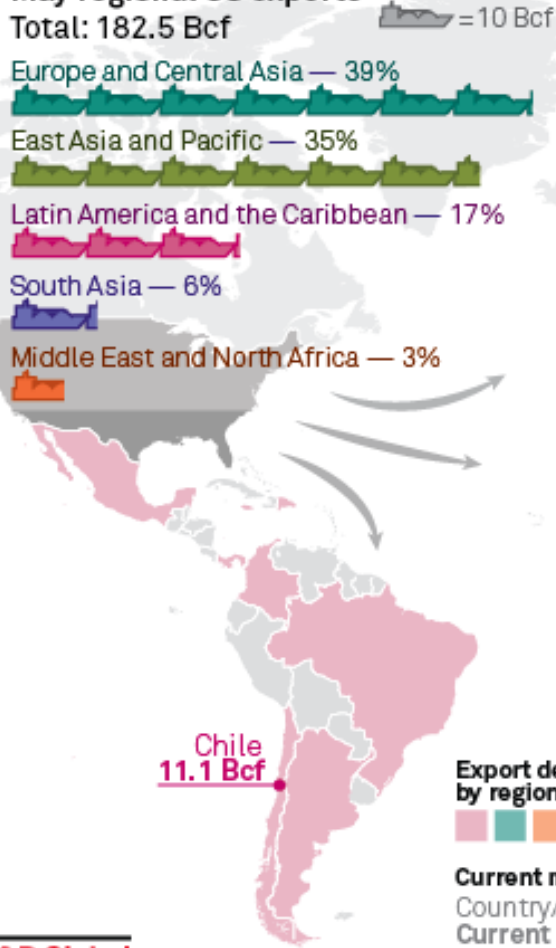 =10 Bcf
Total: 182.5 Bcf
Europe and Central Asia — 39%
East Asia and Pacific — 35%
Latin America and the Caribbean — 17%
South Asia — 6%
Middle East and North Africa — 3%
Chile
11.1 Bcf
Export de
by region
Current
Country/
Current